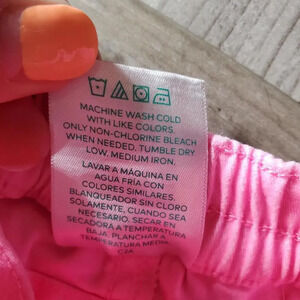 MACHINE WASH COLD
WITH LIKE COLORS.
ONLY NON-CHLORINE BLEACH
WHEN NEEDED. TUMBLE DRY
LOW. MEDIUM IRON.
LAVAR A MÁQUINA EN
AGUA FRÍA CON
COLORES SIMILARES.
BLANQUEADOR SIN CLORO
SOLAMENTE, CUANDO SEA
NECESARIO. SECAR EN
SECADORA A TEMPERATURA
BAJA. PLANCHAR A
TEMPERATURA MEDIA.